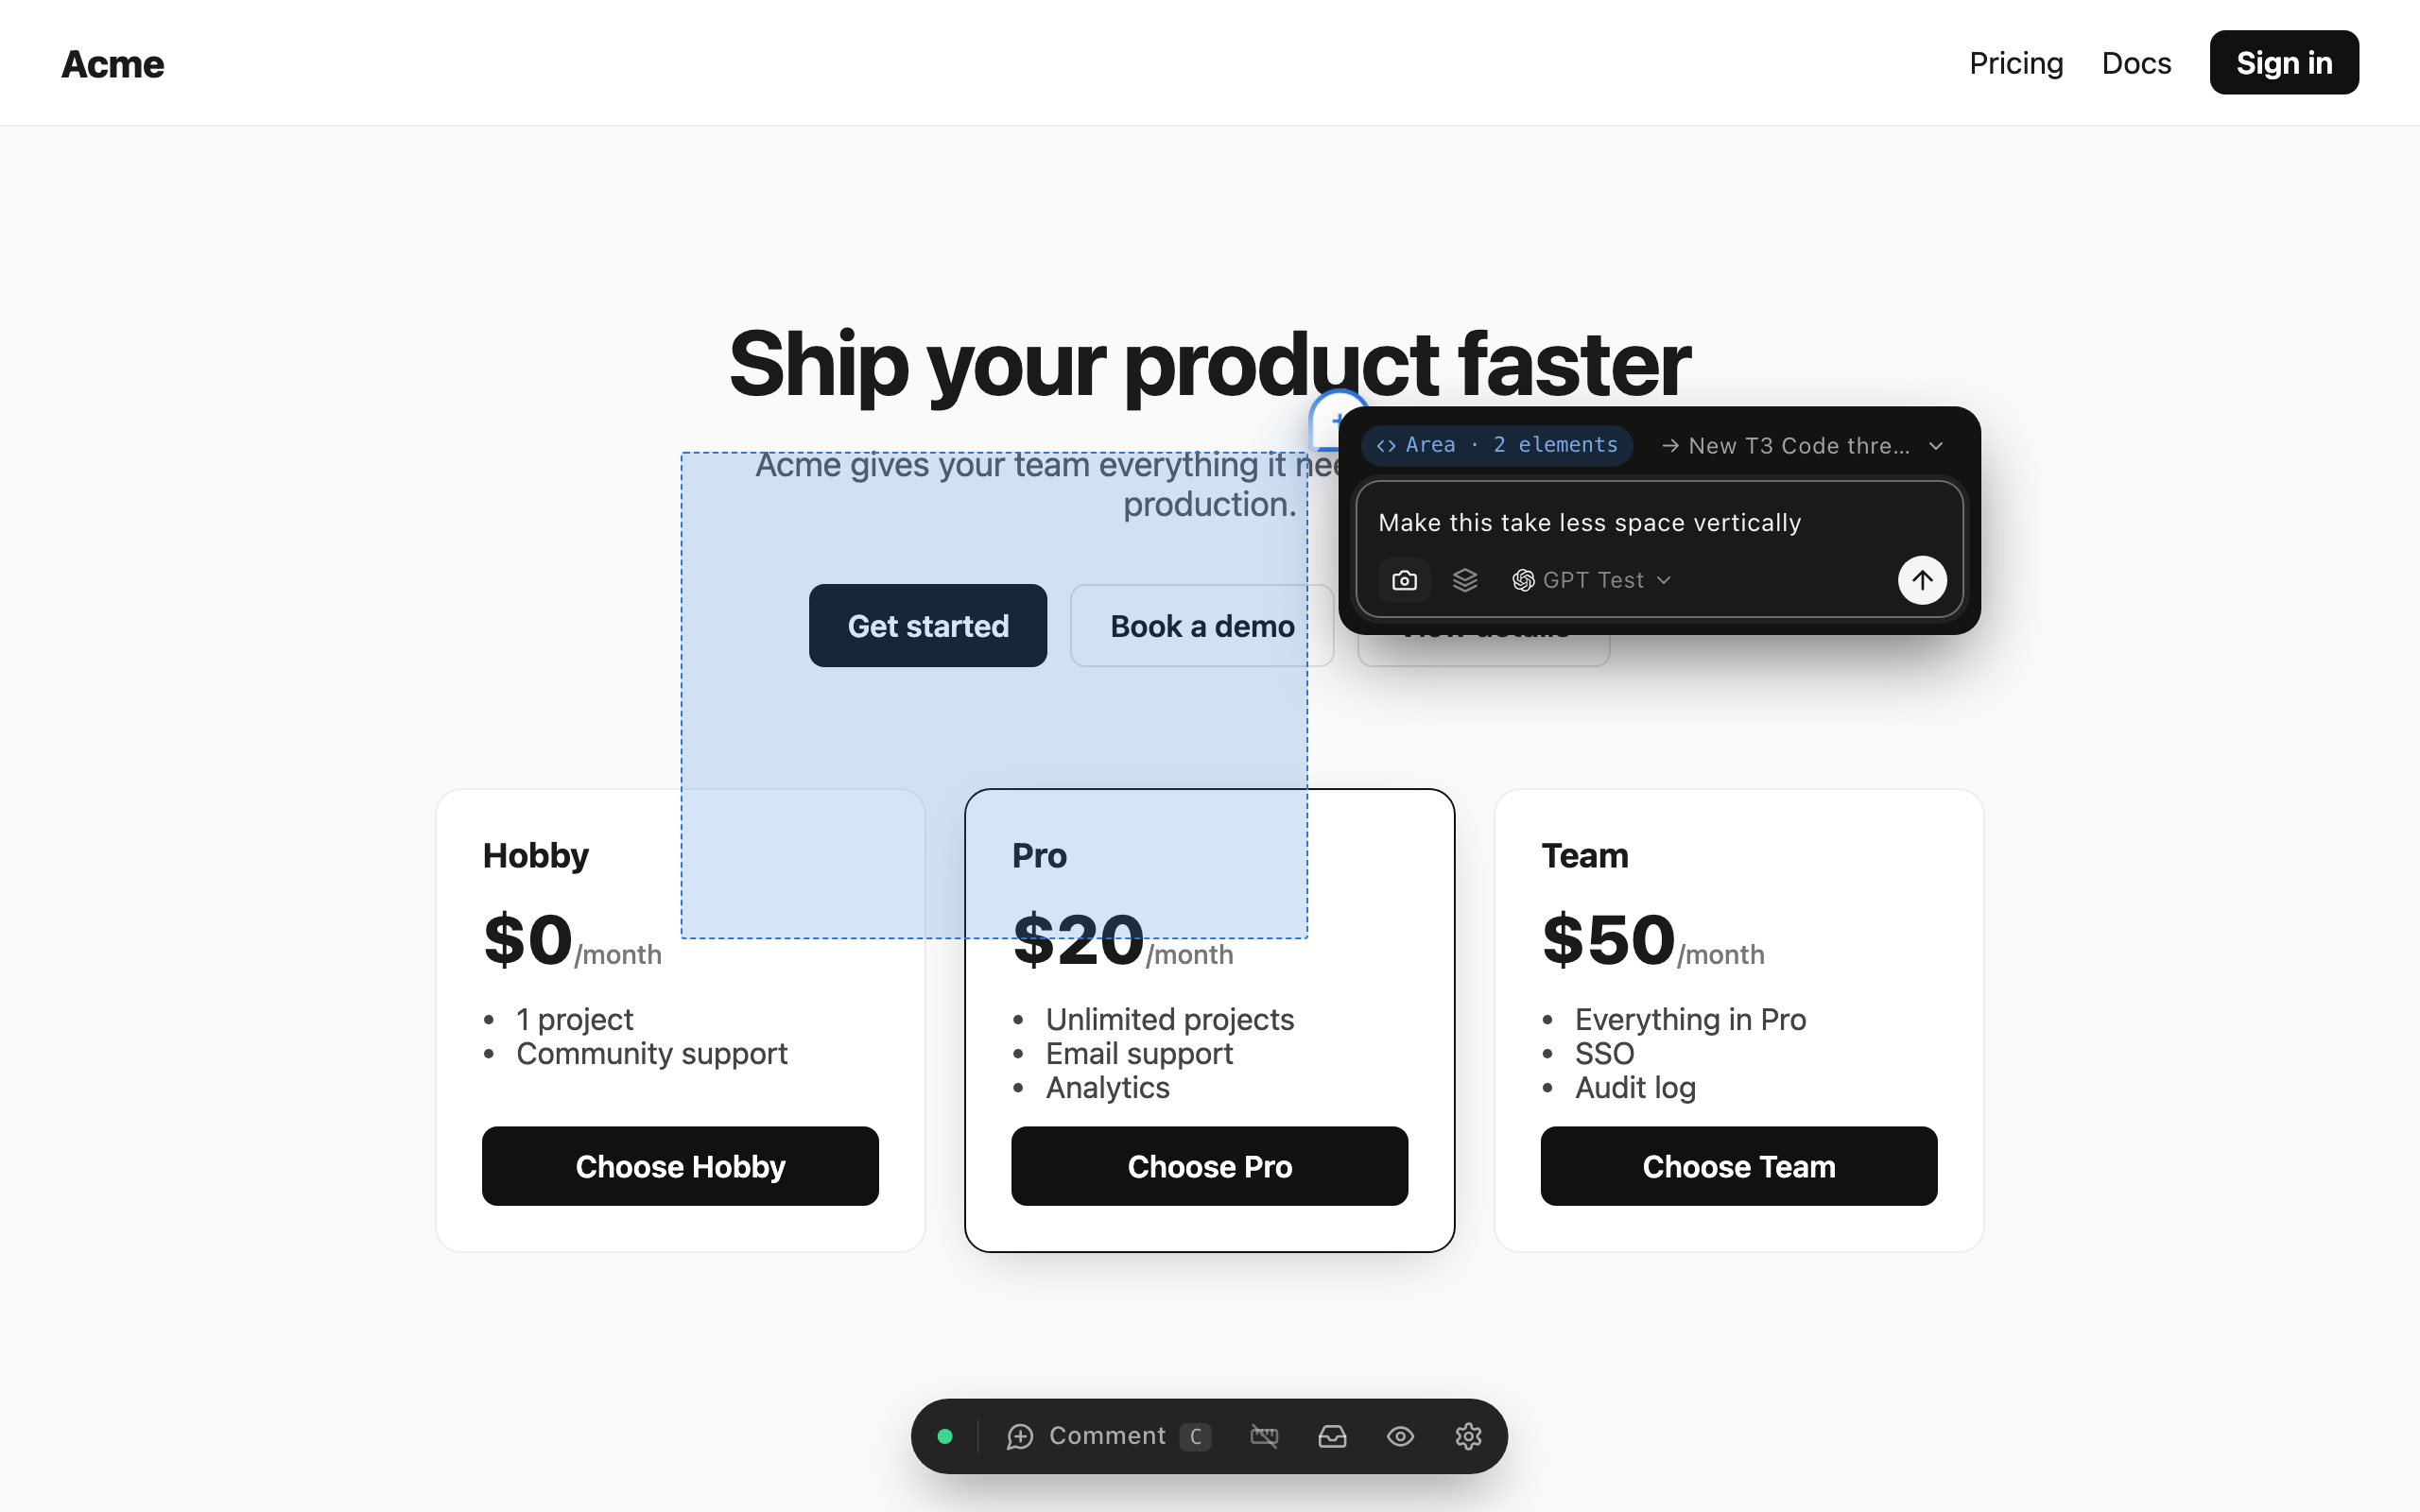 Acme
Pricing Docs Sign in
Ship your product faster
Acme gives your team everything it
production.
Area · 2 elements → New T3 Code thre...
Make this take less space vertically
GPT Test
Get started Book a demo
Hobby
$0/month
• 1 project
• Community support
Choose Hobby
Pro
$20/month
• Unlimited projects
• Email support
• Analytics
Choose Pro
Team
$50/month
• Everything in Pro
• SSO
• Audit log
Choose Team
Comment C